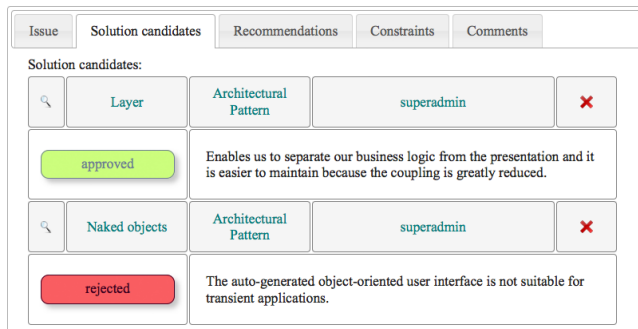 Issue Solution candidates Recommendations Constraints Comments
Solution candidates:
Layer Architectural Pattern superadmin
approved Enables us to separate our business logic from the presentation and it
is easier to maintain because the coupling is greatly reduced.
Naked objects Architectural Pattern superadmin
rejected The auto-generated object-oriented user interface is not suitable for
transient applications.